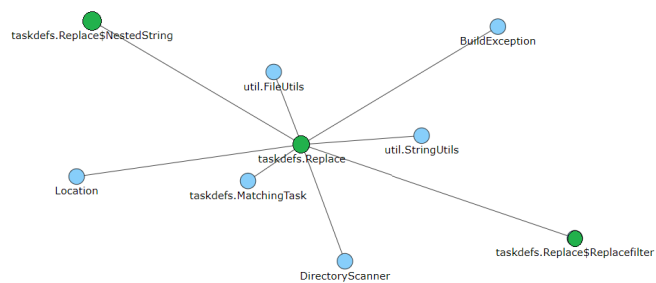 taskdefs.Replace$NestedString
BuildException
util.FileUtils
util.StringUtils
taskdefs.Replace
Location
taskdefs.MatchingTask
taskdefs.Replace$Replacefilter
DirectoryScanner